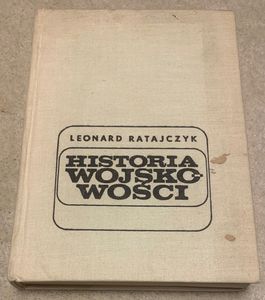 LEONARD RATAJCZYK
HISTORIA
WOJSKO-
WOŚCI